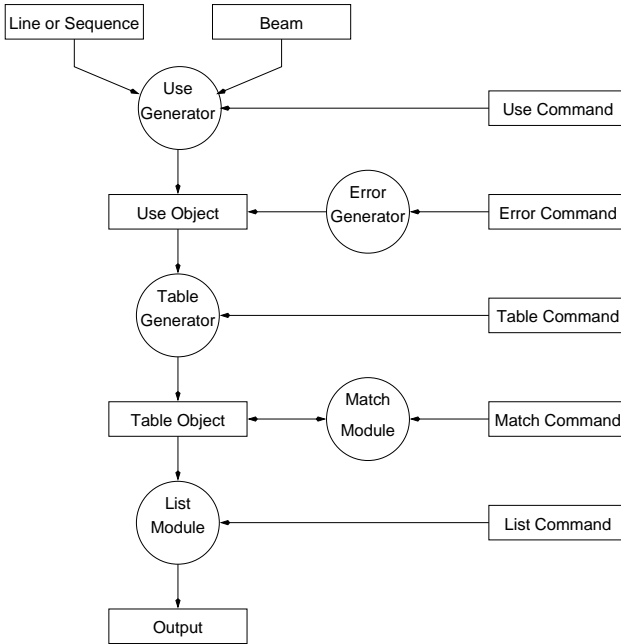 Line or Sequence
Beam
Use
Generator
Use Command
Use Object
Error
Generator
Error Command
Table
Generator
Table Command
Table Object
Match
Module
Match Command
List
Module
List Command
Output